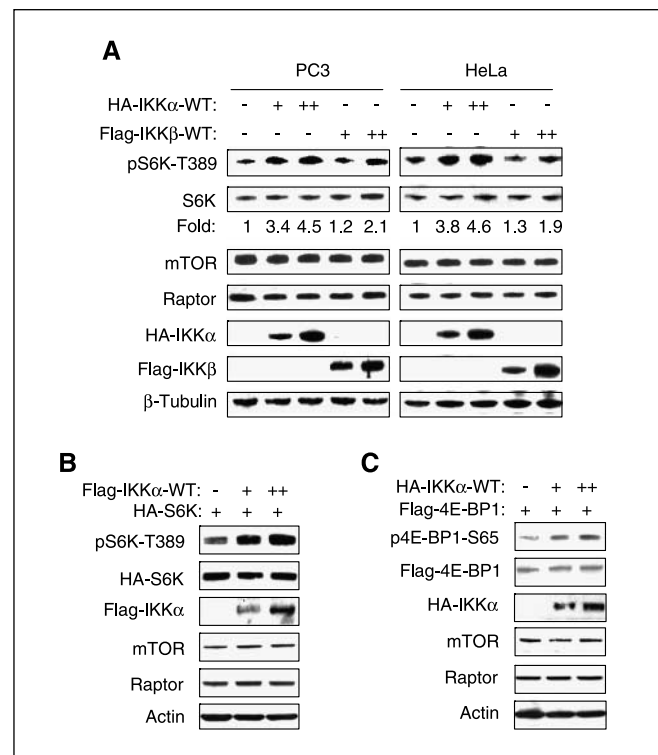 A
PC3 HeLa
HA-IKKα-WT: - + ++ - - - + ++ - -
Flag-IKKβ-WT: - - - + ++ - - - + ++
pS6K-T389
S6K
Fold: 1 3.4 4.5 1.2 2.1 1 3.8 4.6 1.3 1.9
mTOR
Raptor
HA-IKKα
Flag-IKKβ
β-Tubulin
B
Flag-IKKα-WT: - + ++
HA-S6K: + + +
pS6K-T389
HA-S6K
Flag-IKKα
mTOR
Raptor
Actin
C
HA-IKKα-WT: - + ++
Flag-4E-BP1: + + +
p4E-BP1-S65
Flag-4E-BP1
HA-IKKα
mTOR
Raptor
Actin